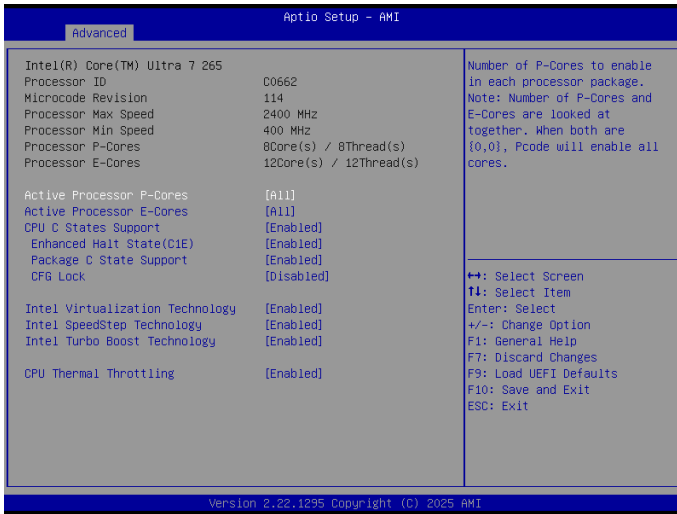 Aptio Setup – AMI
Advanced
Intel(R) Core(TM) Ultra 7 265
Processor ID C0662
Microcode Revision 114
Processor Max Speed 2400 MHz
Processor Min Speed 400 MHz
Processor P-Cores 8Core(s) / 8Thread(s)
Processor E-Cores 12Core(s) / 12Thread(s)
Active Processor P-Cores [All]
Active Processor E-Cores [All]
CPU C States Support [Enabled]
Enhanced Halt State(C1E) [Enabled]
Package C State Support [Enabled]
CFG Lock [Disabled]
Intel Virtualization Technology [Enabled]
Intel SpeedStep Technology [Enabled]
Intel Turbo Boost Technology [Enabled]
CPU Thermal Throttling [Enabled]
Number of P-Cores to enable
in each processor package.
Note: Number of P-Cores and
E-Cores are looked at
together. When both are
{0,0}, Pcode will enable all
cores.
↔: Select Screen
↑↓: Select Item
Enter: Select
+/-: Change Option
F1: General Help
F7: Discard Changes
F9: Load UEFI Defaults
F10: Save and Exit
ESC: Exit
Version 2.22.1295 Copyright (C) 2025 AMI